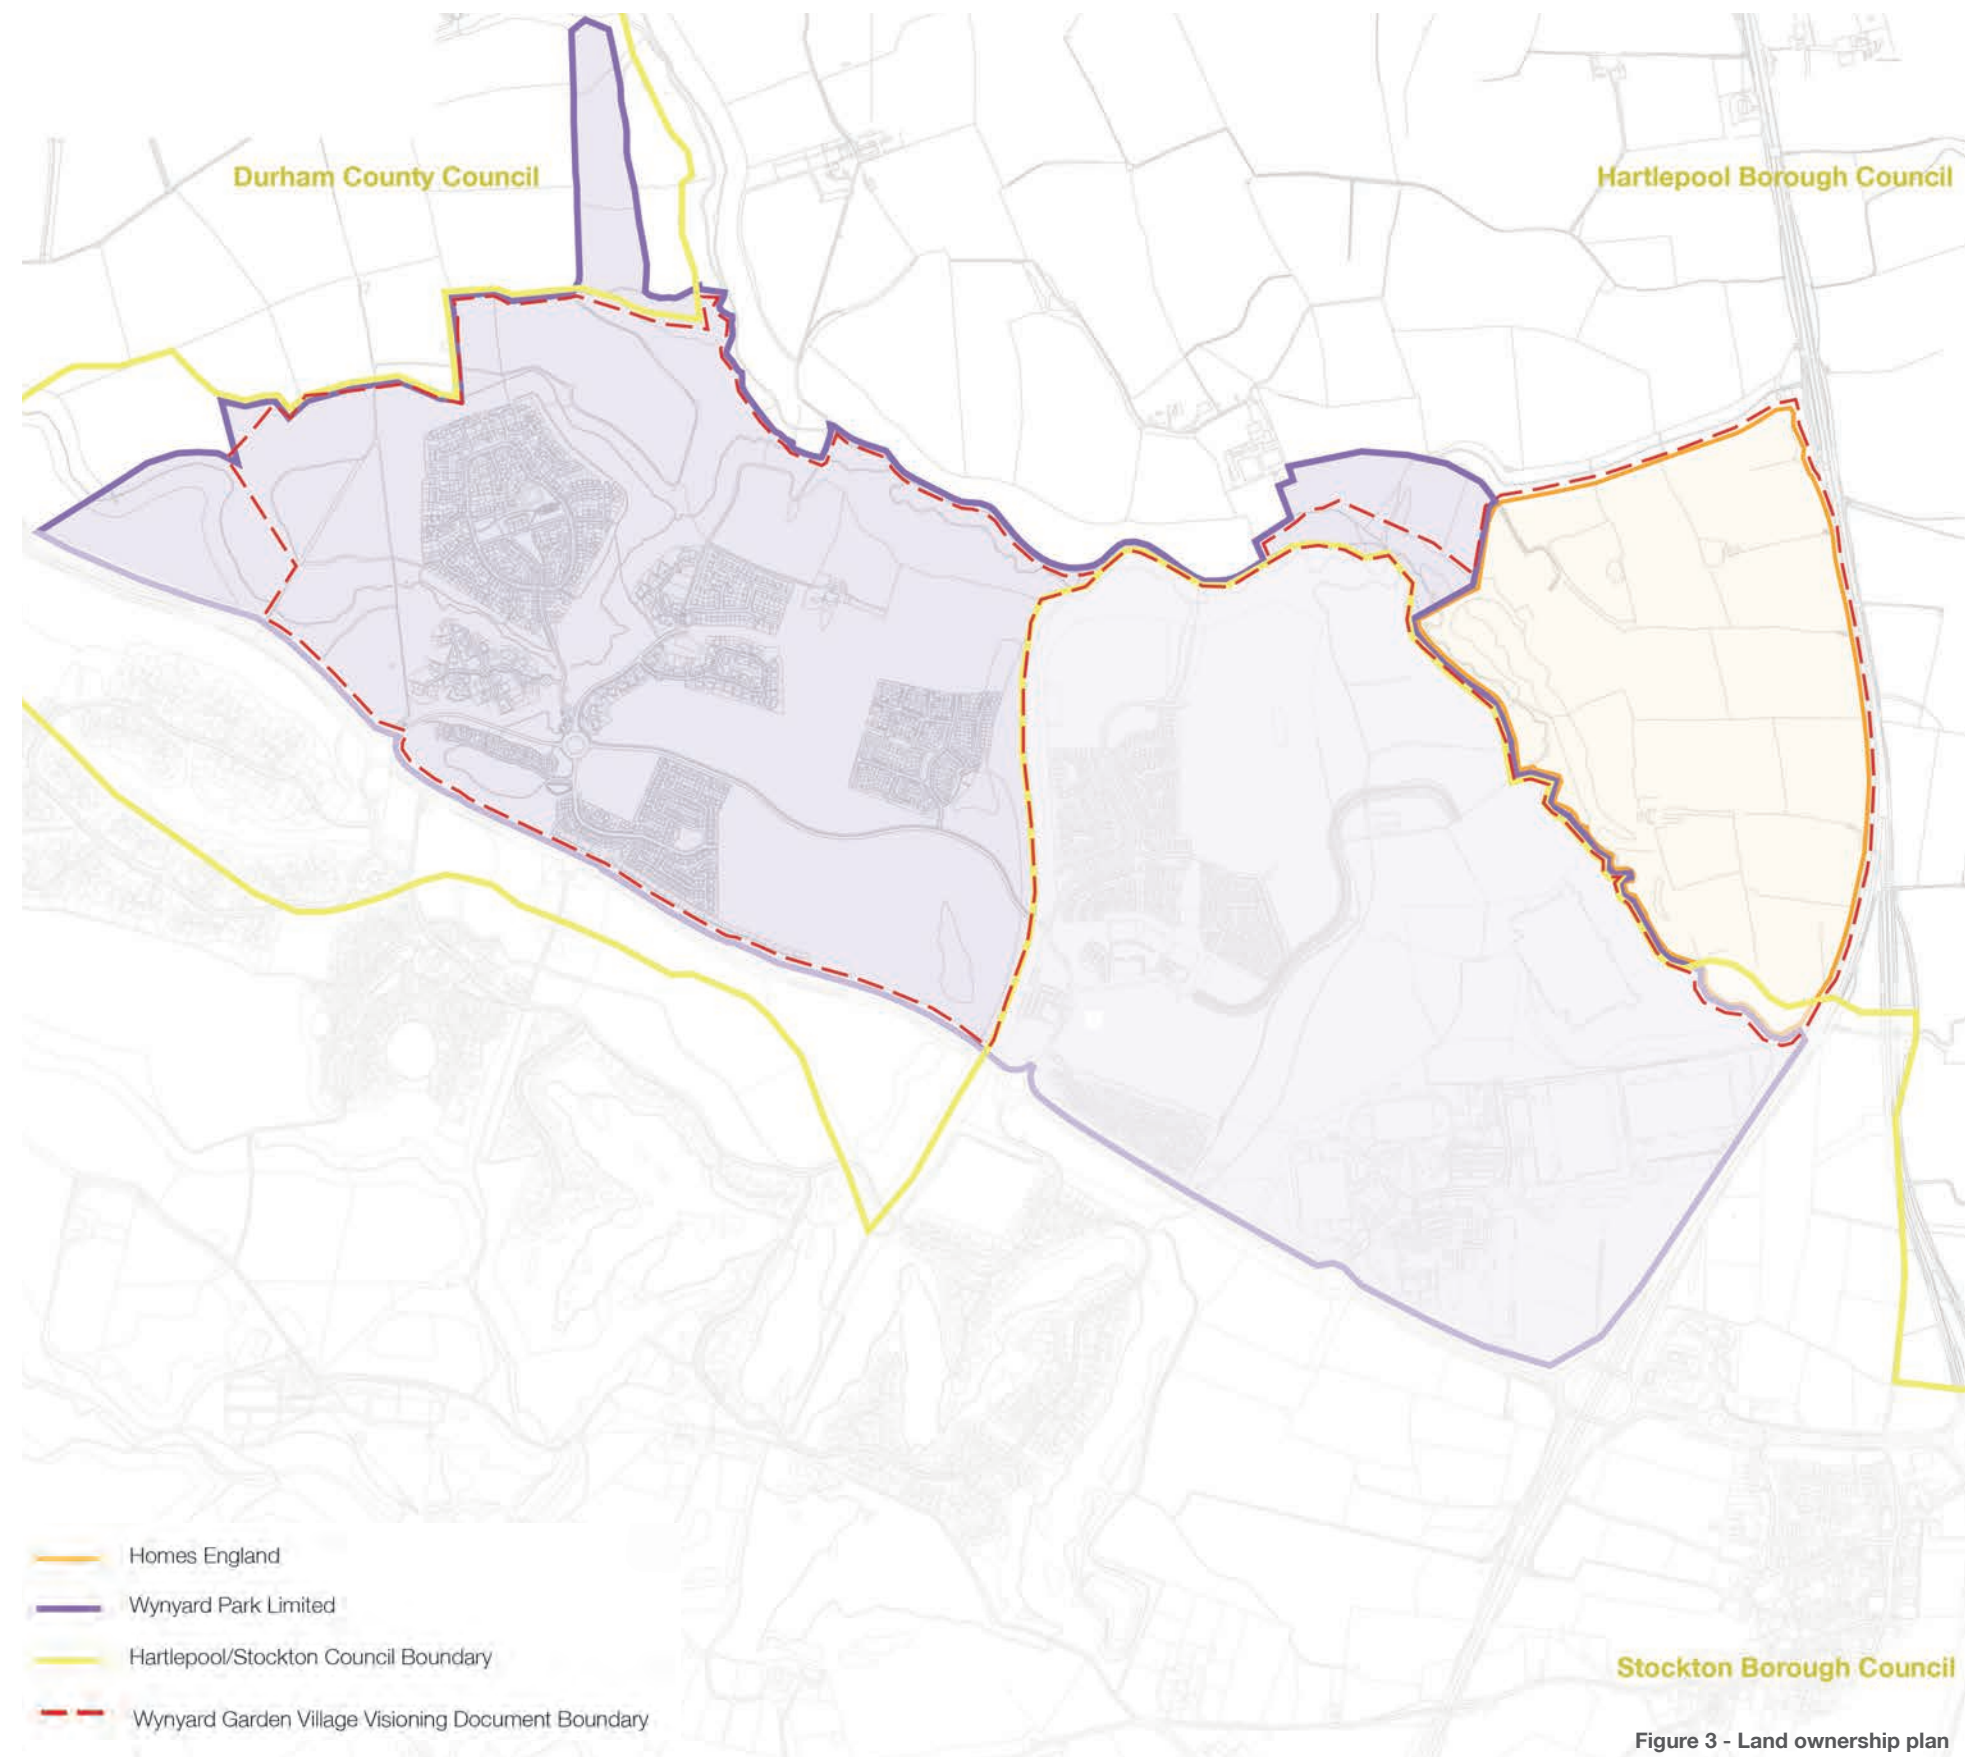 Durham County Council
Hartlepool Borough Council
Homes England
Wynyard Park Limited
Hartlepool/Stockton Council Boundary
Wynyard Garden Village Visioning Document Boundary
Stockton Borough Council
Figure 3 - Land ownership plan